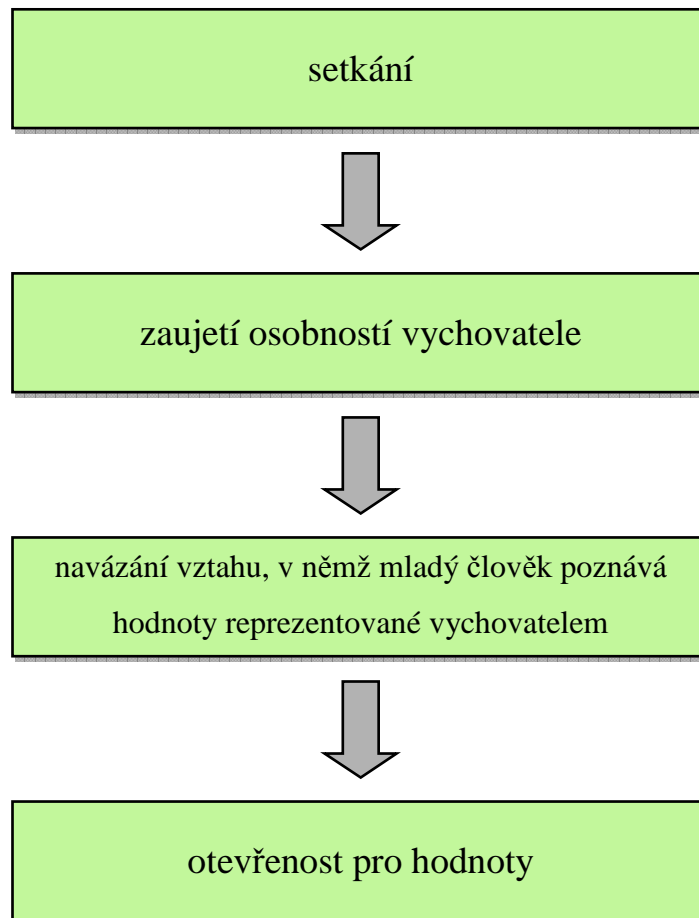 setkání
zaujetí osobností vychovatele
navázání vztahu, v němž mladý člověk poznává
hodnoty reprezentované vychovatelem
otevřenost pro hodnoty